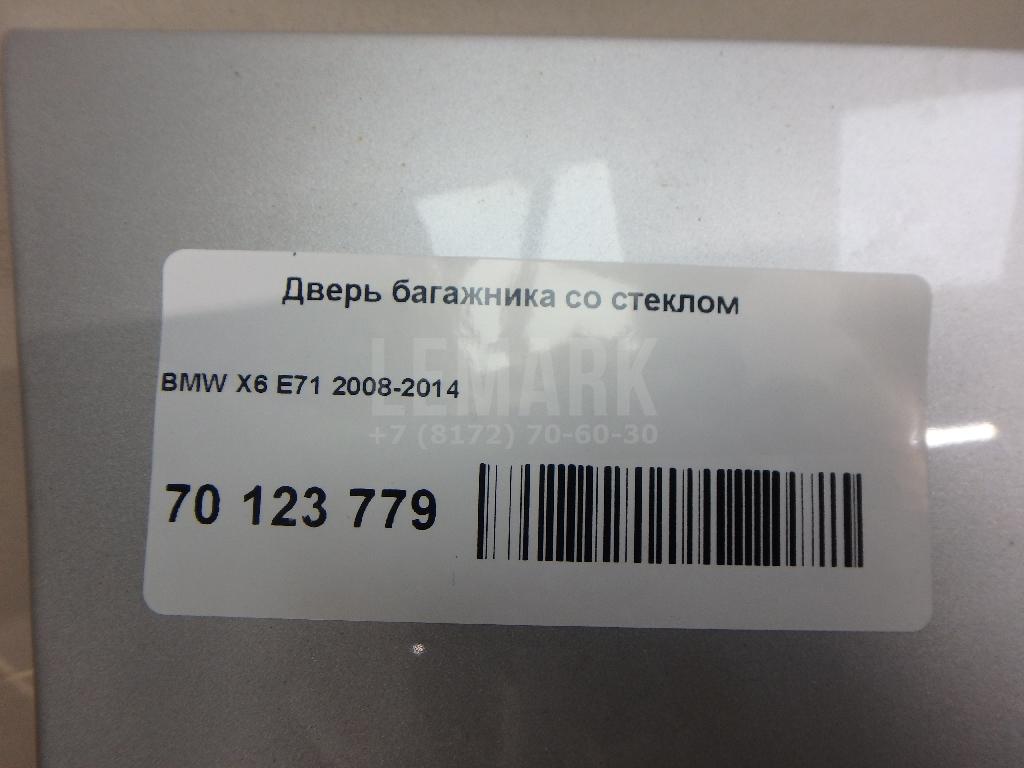 Дверь багажника со стеклом
LEMARK
BMW X6 E71 2008-2014
+7 (8172) 70-60-30
70 123 779